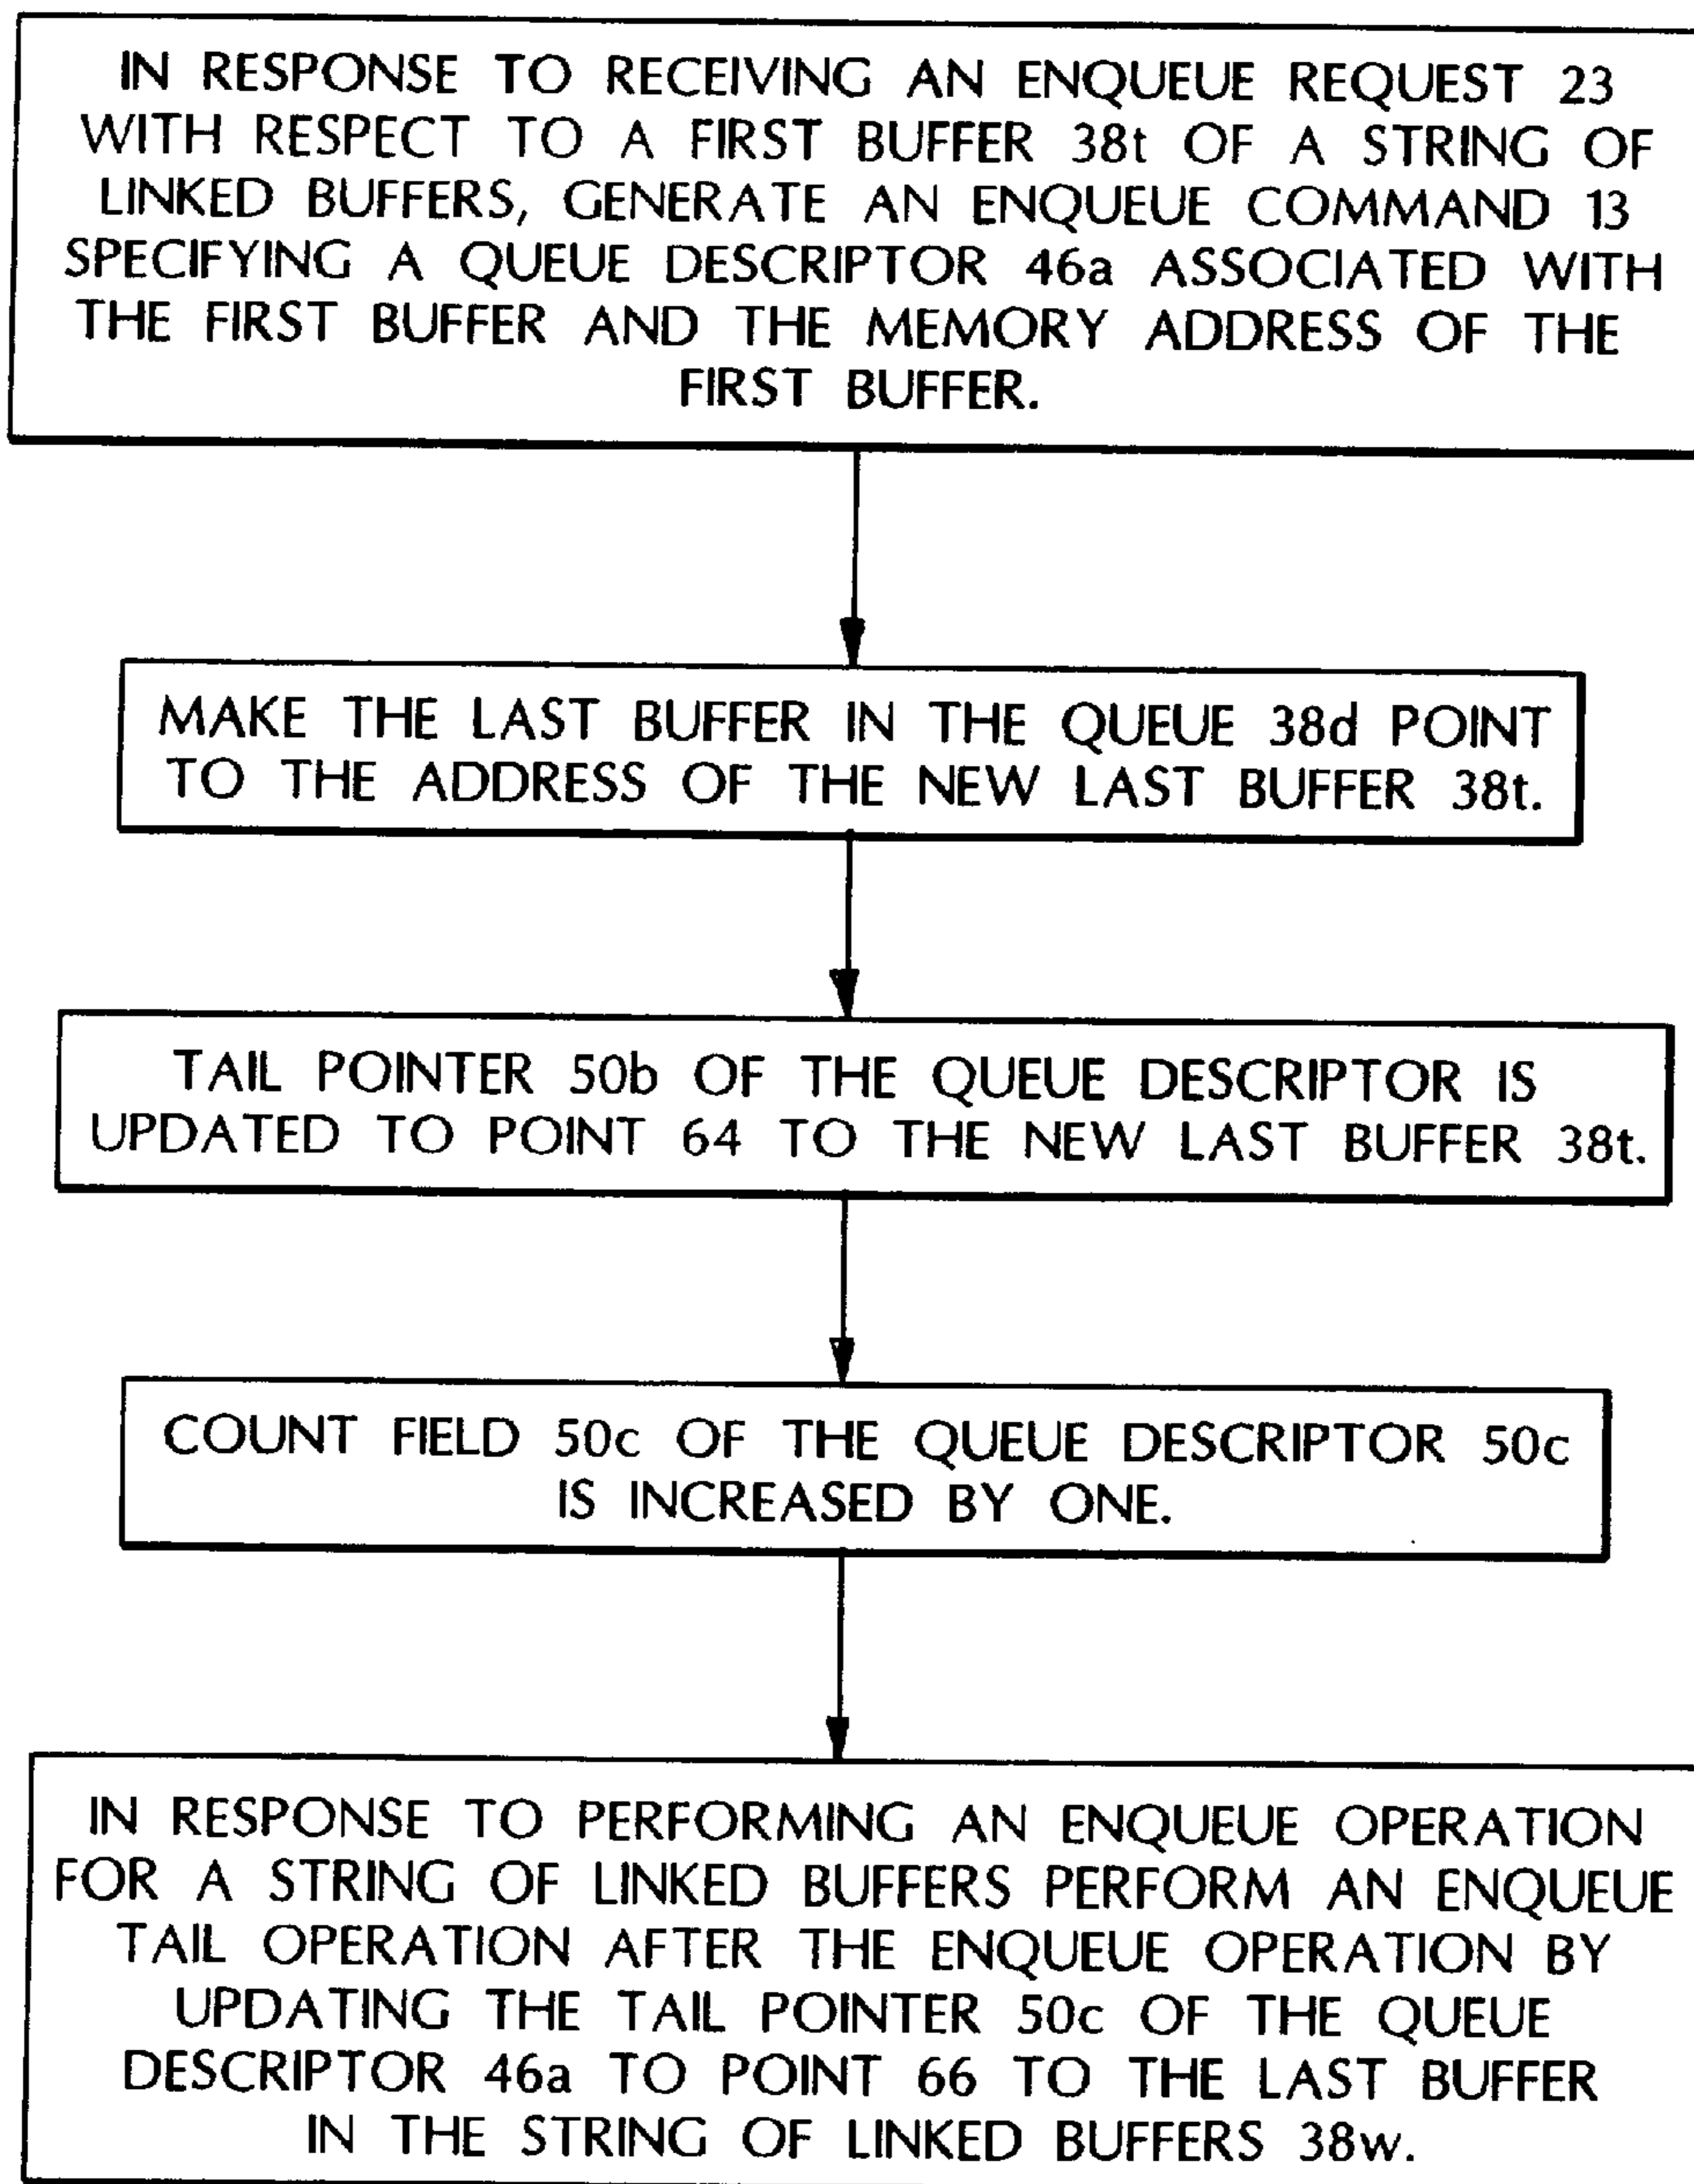 IN RESPONSE TO RECEIVING AN ENQUEUE REQUEST 23
WITH RESPECT TO A FIRST BUFFER 38t OF A STRING OF
LINKED BUFFERS, GENERATE AN ENQUEUE COMMAND 13
SPECIFYING A QUEUE DESCRIPTOR 46a ASSOCIATED WITH
THE FIRST BUFFER AND THE MEMORY ADDRESS OF THE
FIRST BUFFER.
MAKE THE LAST BUFFER IN THE QUEUE 38d POINT
TO THE ADDRESS OF THE NEW LAST BUFFER 38t.
TAIL POINTER 50b OF THE QUEUE DESCRIPTOR IS
UPDATED TO POINT 64 TO THE NEW LAST BUFFER 38t.
COUNT FIELD 50c OF THE QUEUE DESCRIPTOR 50c
IS INCREASED BY ONE.
IN RESPONSE TO PERFORMING AN ENQUEUE OPERATION
FOR A STRING OF LINKED BUFFERS PERFORM AN ENQUEUE
TAIL OPERATION AFTER THE ENQUEUE OPERATION BY
UPDATING THE TAIL POINTER 50c OF THE QUEUE
DESCRIPTOR 46a TO POINT 66 TO THE LAST BUFFER
IN THE STRING OF LINKED BUFFERS 38w.